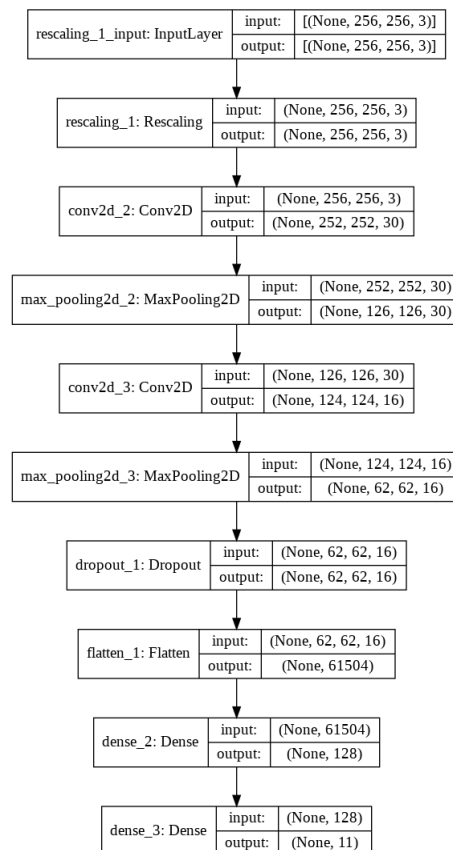 rescaling_1_input: InputLayer
input: [(None, 256, 256, 3)]
output: [(None, 256, 256, 3)]
rescaling_1: Rescaling
input: (None, 256, 256, 3)
output: (None, 256, 256, 3)
conv2d_2: Conv2D
input: (None, 256, 256, 3)
output: (None, 252, 252, 30)
max_pooling2d_2: MaxPooling2D
input: (None, 252, 252, 30)
output: (None, 126, 126, 30)
conv2d_3: Conv2D
input: (None, 126, 126, 30)
output: (None, 124, 124, 16)
max_pooling2d_3: MaxPooling2D
input: (None, 124, 124, 16)
output: (None, 62, 62, 16)
dropout_1: Dropout
input: (None, 62, 62, 16)
output: (None, 62, 62, 16)
flatten_1: Flatten
input: (None, 62, 62, 16)
output: (None, 61504)
dense_2: Dense
input: (None, 61504)
output: (None, 128)
dense_3: Dense
input: (None, 128)
output: (None, 11)